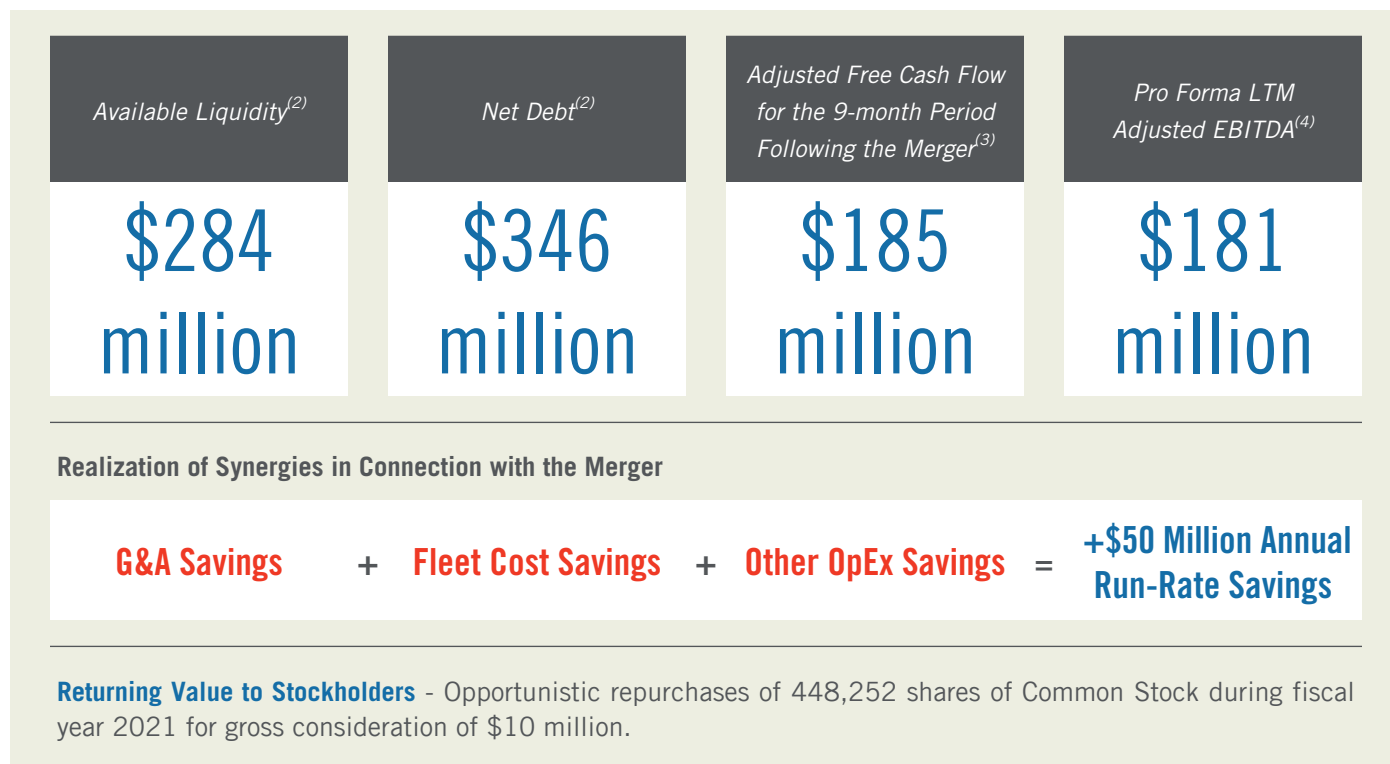 Available Liquidity(2)
$284
million
Net Debt(2)
$346
million
Adjusted Free Cash Flow
for the 9-month Period
Following the Merger(3)
$185
million
Pro Forma LTM
Adjusted EBITDA(4)
$181
million
Realization of Synergies in Connection with the Merger
G&A Savings + Fleet Cost Savings + Other OpEx Savings = +$50 Million Annual
Run-Rate Savings
Returning Value to Stockholders - Opportunistic repurchases of 448,252 shares of Common Stock during fiscal
year 2021 for gross consideration of $10 million.